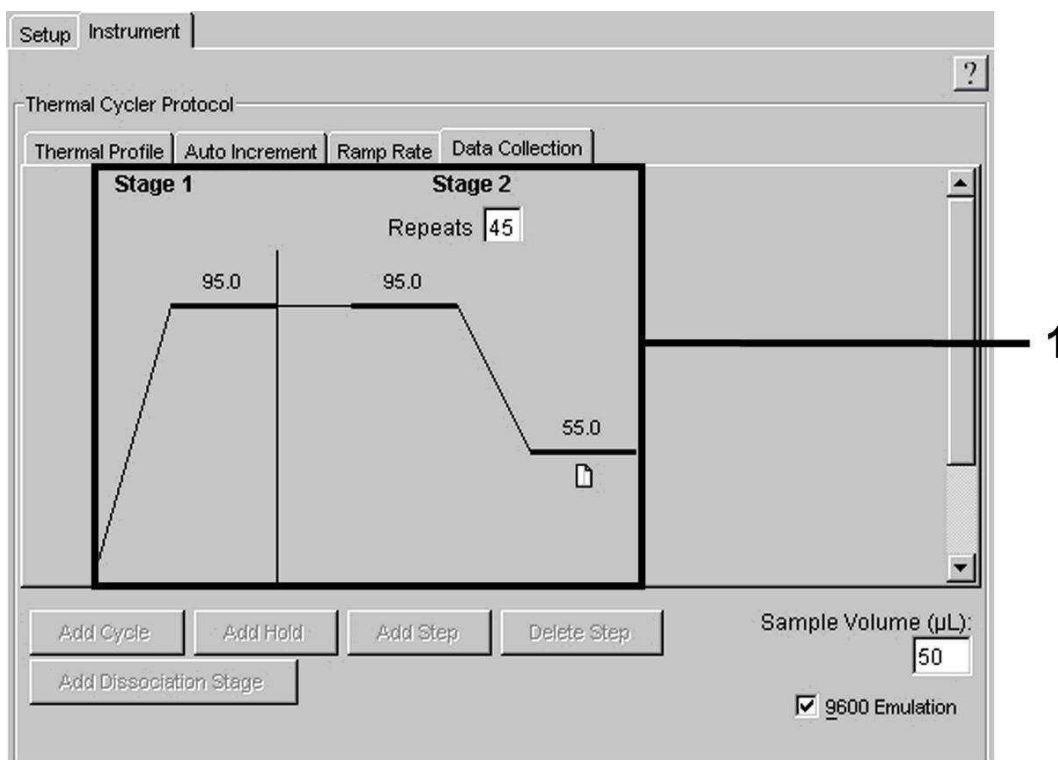 Setup Instrument
?
Thermal Cycler Protocol
Thermal Profile Auto Increment Ramp Rate Data Collection
Stage 1 Stage 2
Repeats 45
95.0 95.0
1
55.0
Add Cycle Add Hold Add Step Delete Step
Sample Volume (µL):
50
Add Dissociation Stage
9600 Emulation